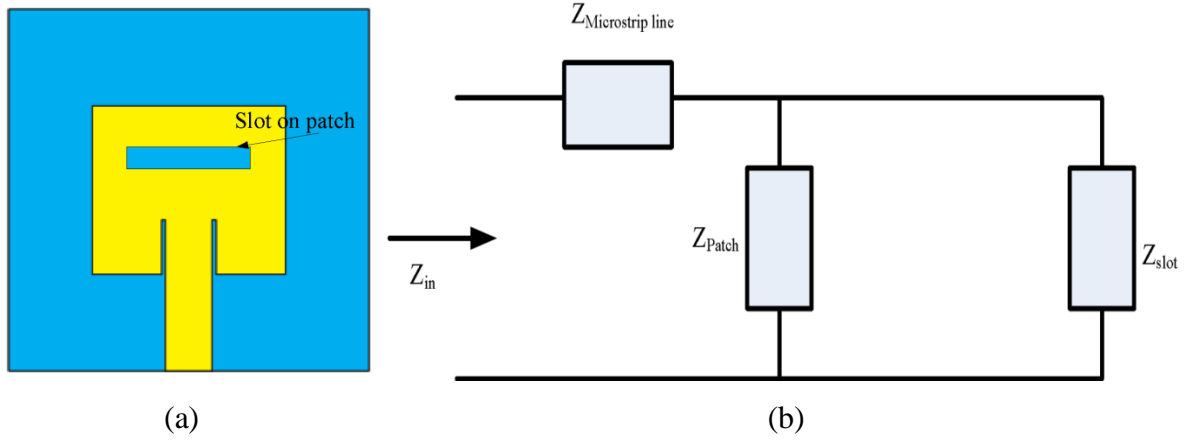 Slot on patch
(a)
Z_Microstrip line
Z_in
Z_Patch
Z_slot
(b)